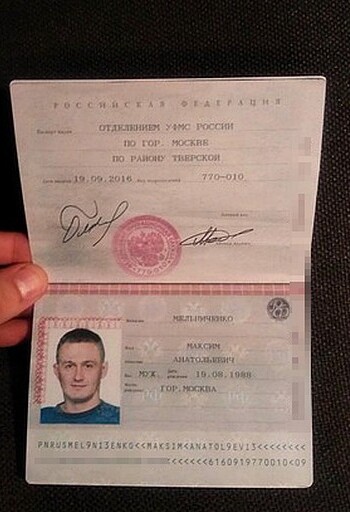 РОССИЙСКАЯ ФЕДЕРАЦИЯ
Паспорт выдан ОТДЕЛЕНИЕМ УФМС РОССИИ
ПО ГОР. МОСКВЕ
ПО РАЙОНУ ТВЕРСКОЙ
Дата выдачи 19.09.2016 Код подразделения 770-010
Личный код
МЕЛЬНИЧЕНКО
Имя МАКСИМ
Отчество АНАТОЛЬЕВИЧ
Пол МУЖ. Дата рождения 19.08.1988
Место рождения ГОР.МОСКВА
PNRUSMEL9NI3ENKO<<MAKSIM<ANATOL9EVI3<<<<<<<<
<<<<<<6160919770010<09